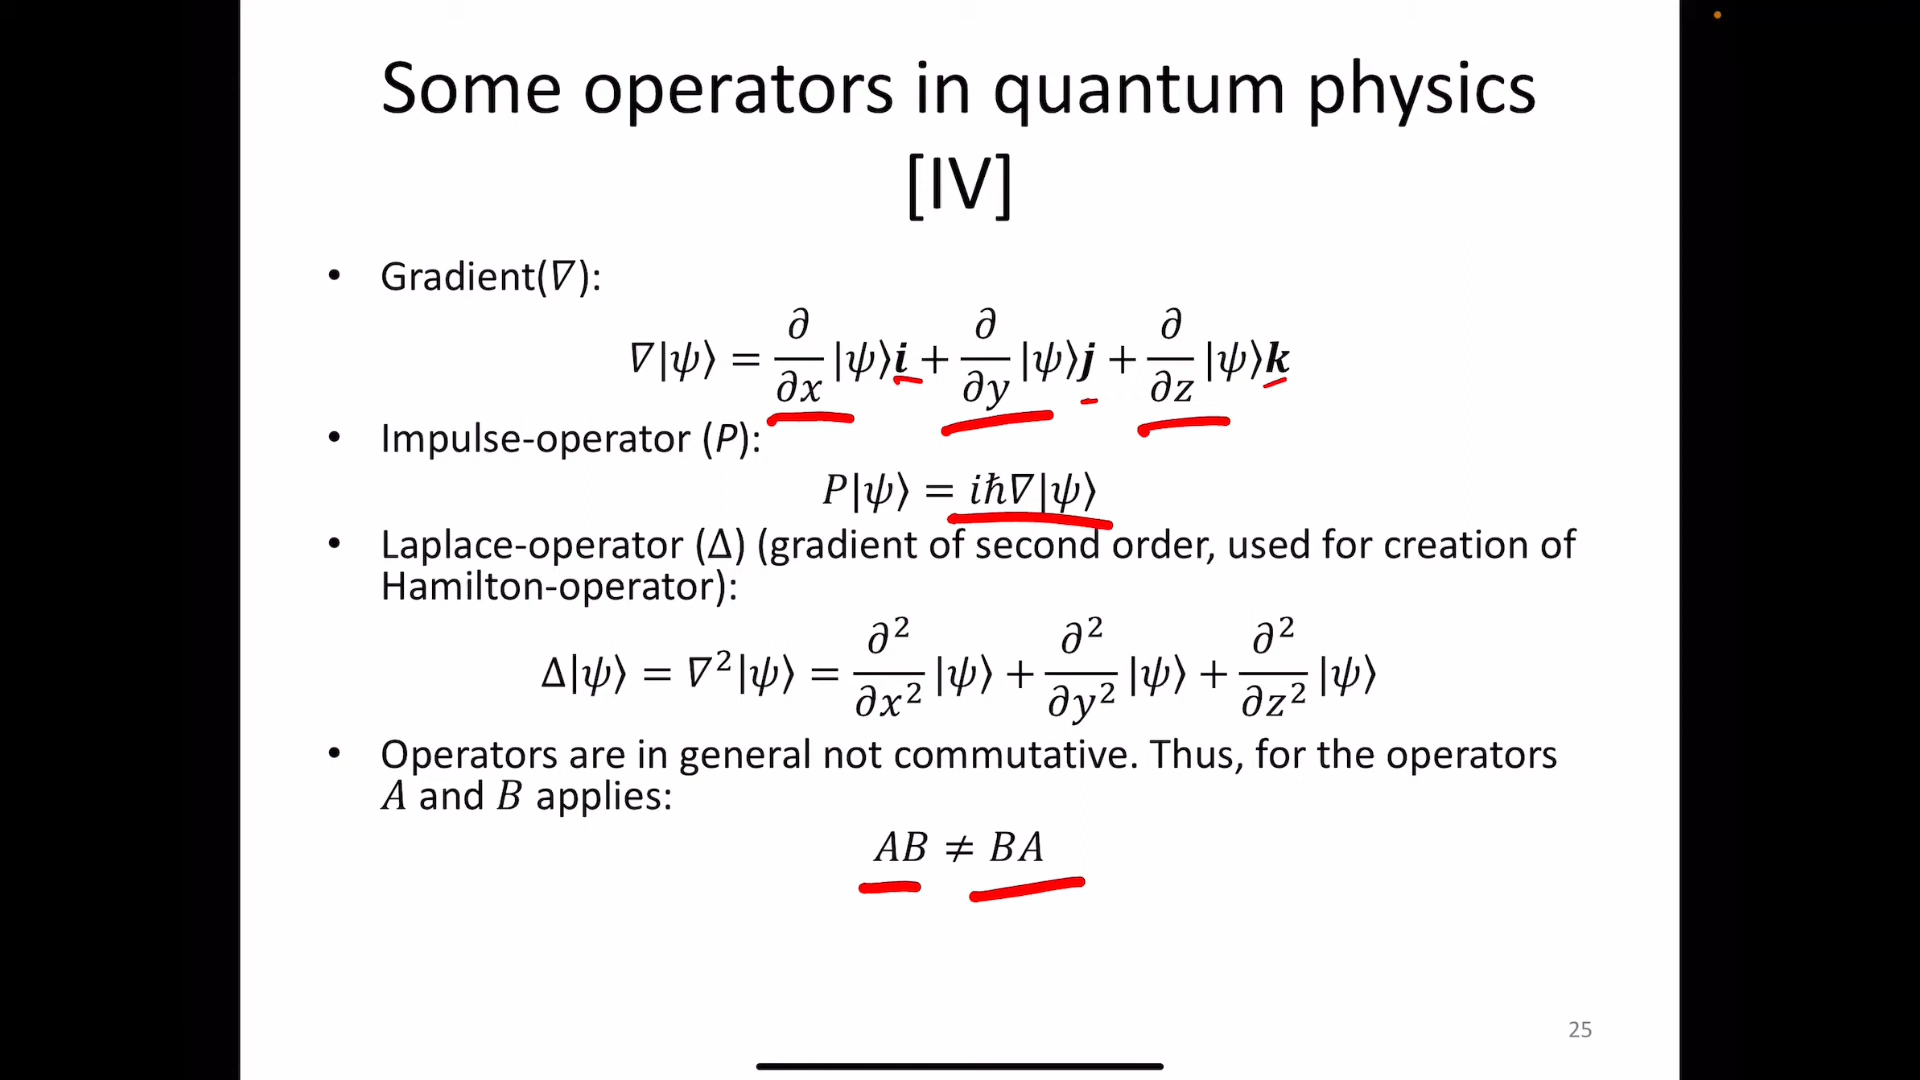 Some operators in quantum physics
[IV]
• Gradient(∇):
∇|ψ⟩ = ∂/∂x |ψ⟩i + ∂/∂y |ψ⟩j + ∂/∂z |ψ⟩k
• Impulse-operator (P):
P|ψ⟩ = iħ∇|ψ⟩
• Laplace-operator (Δ) (gradient of second order, used for creation of
Hamilton-operator):
Δ|ψ⟩ = ∇²|ψ⟩ = ∂²/∂x² |ψ⟩ + ∂²/∂y² |ψ⟩ + ∂²/∂z² |ψ⟩
• Operators are in general not commutative. Thus, for the operators
A and B applies:
AB ≠ BA
25